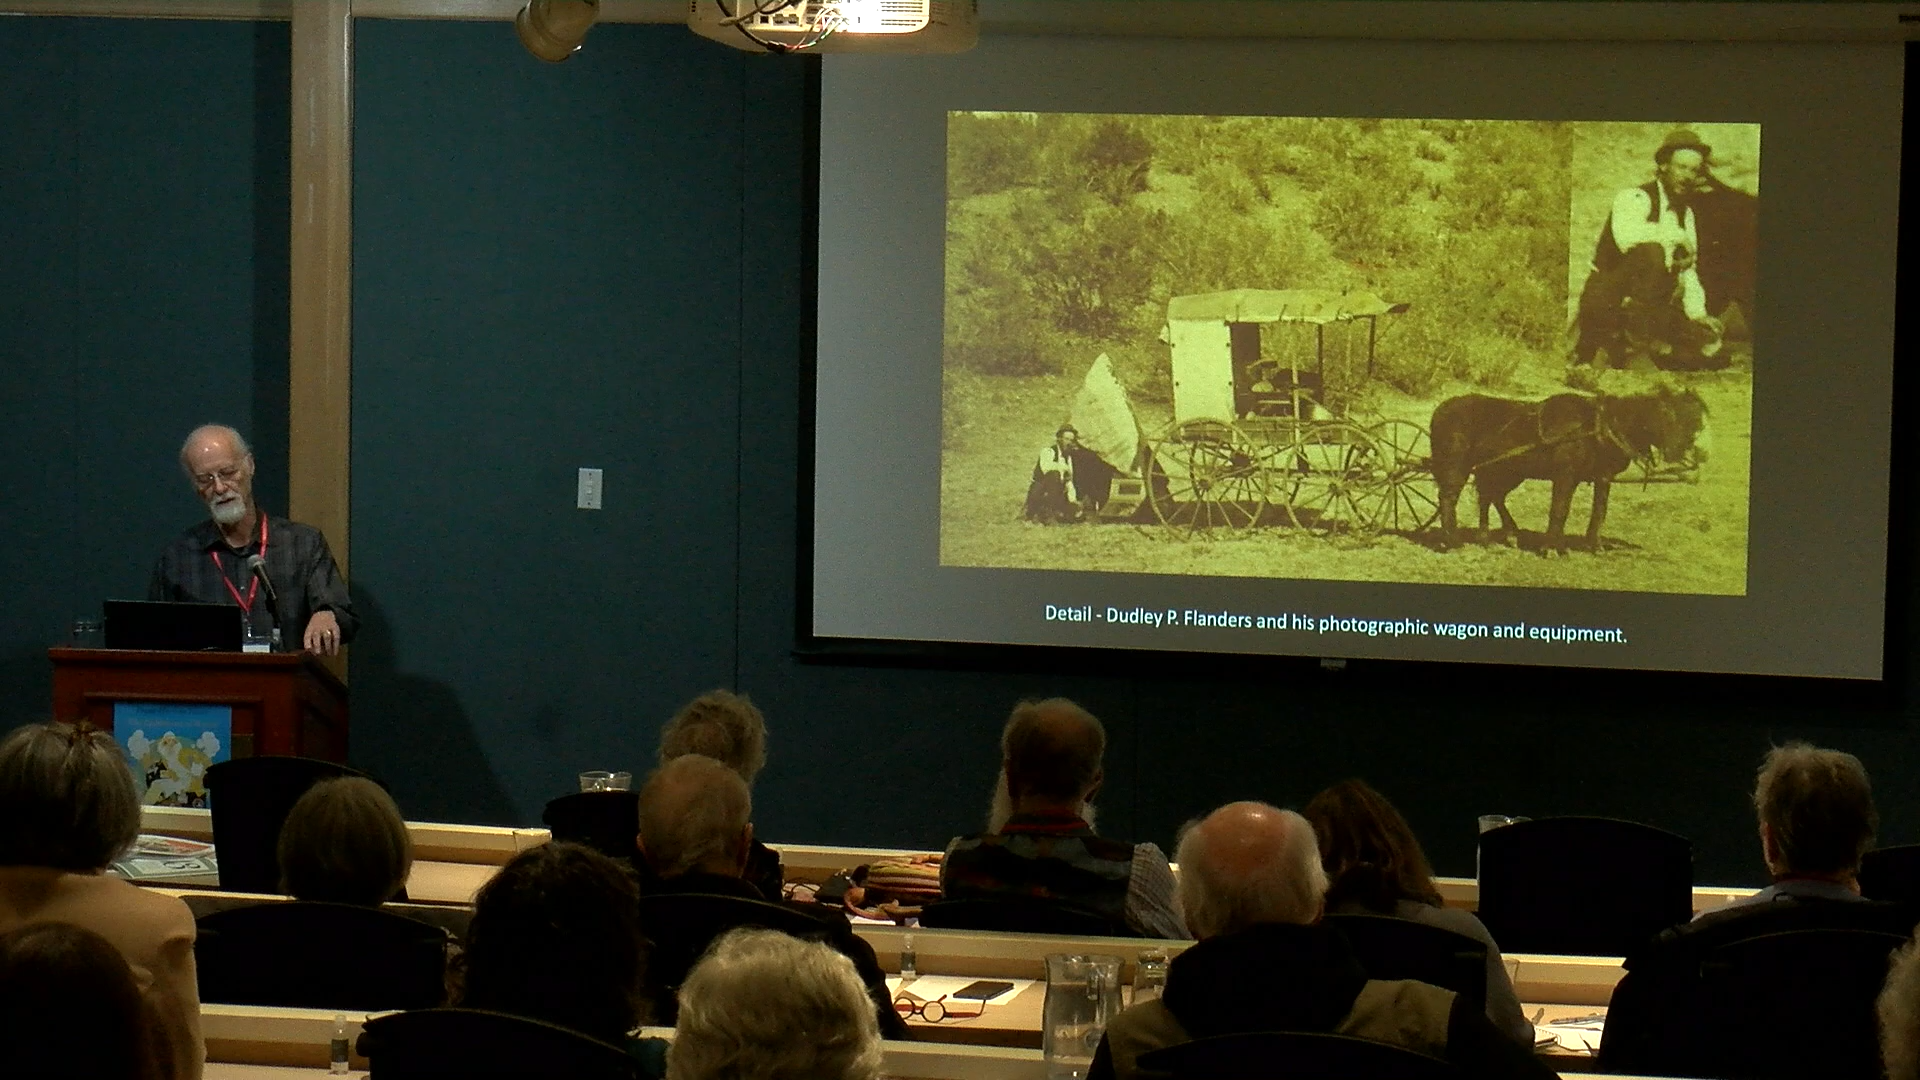 Detail - Dudley P. Flanders and his photographic wagon and equipment.